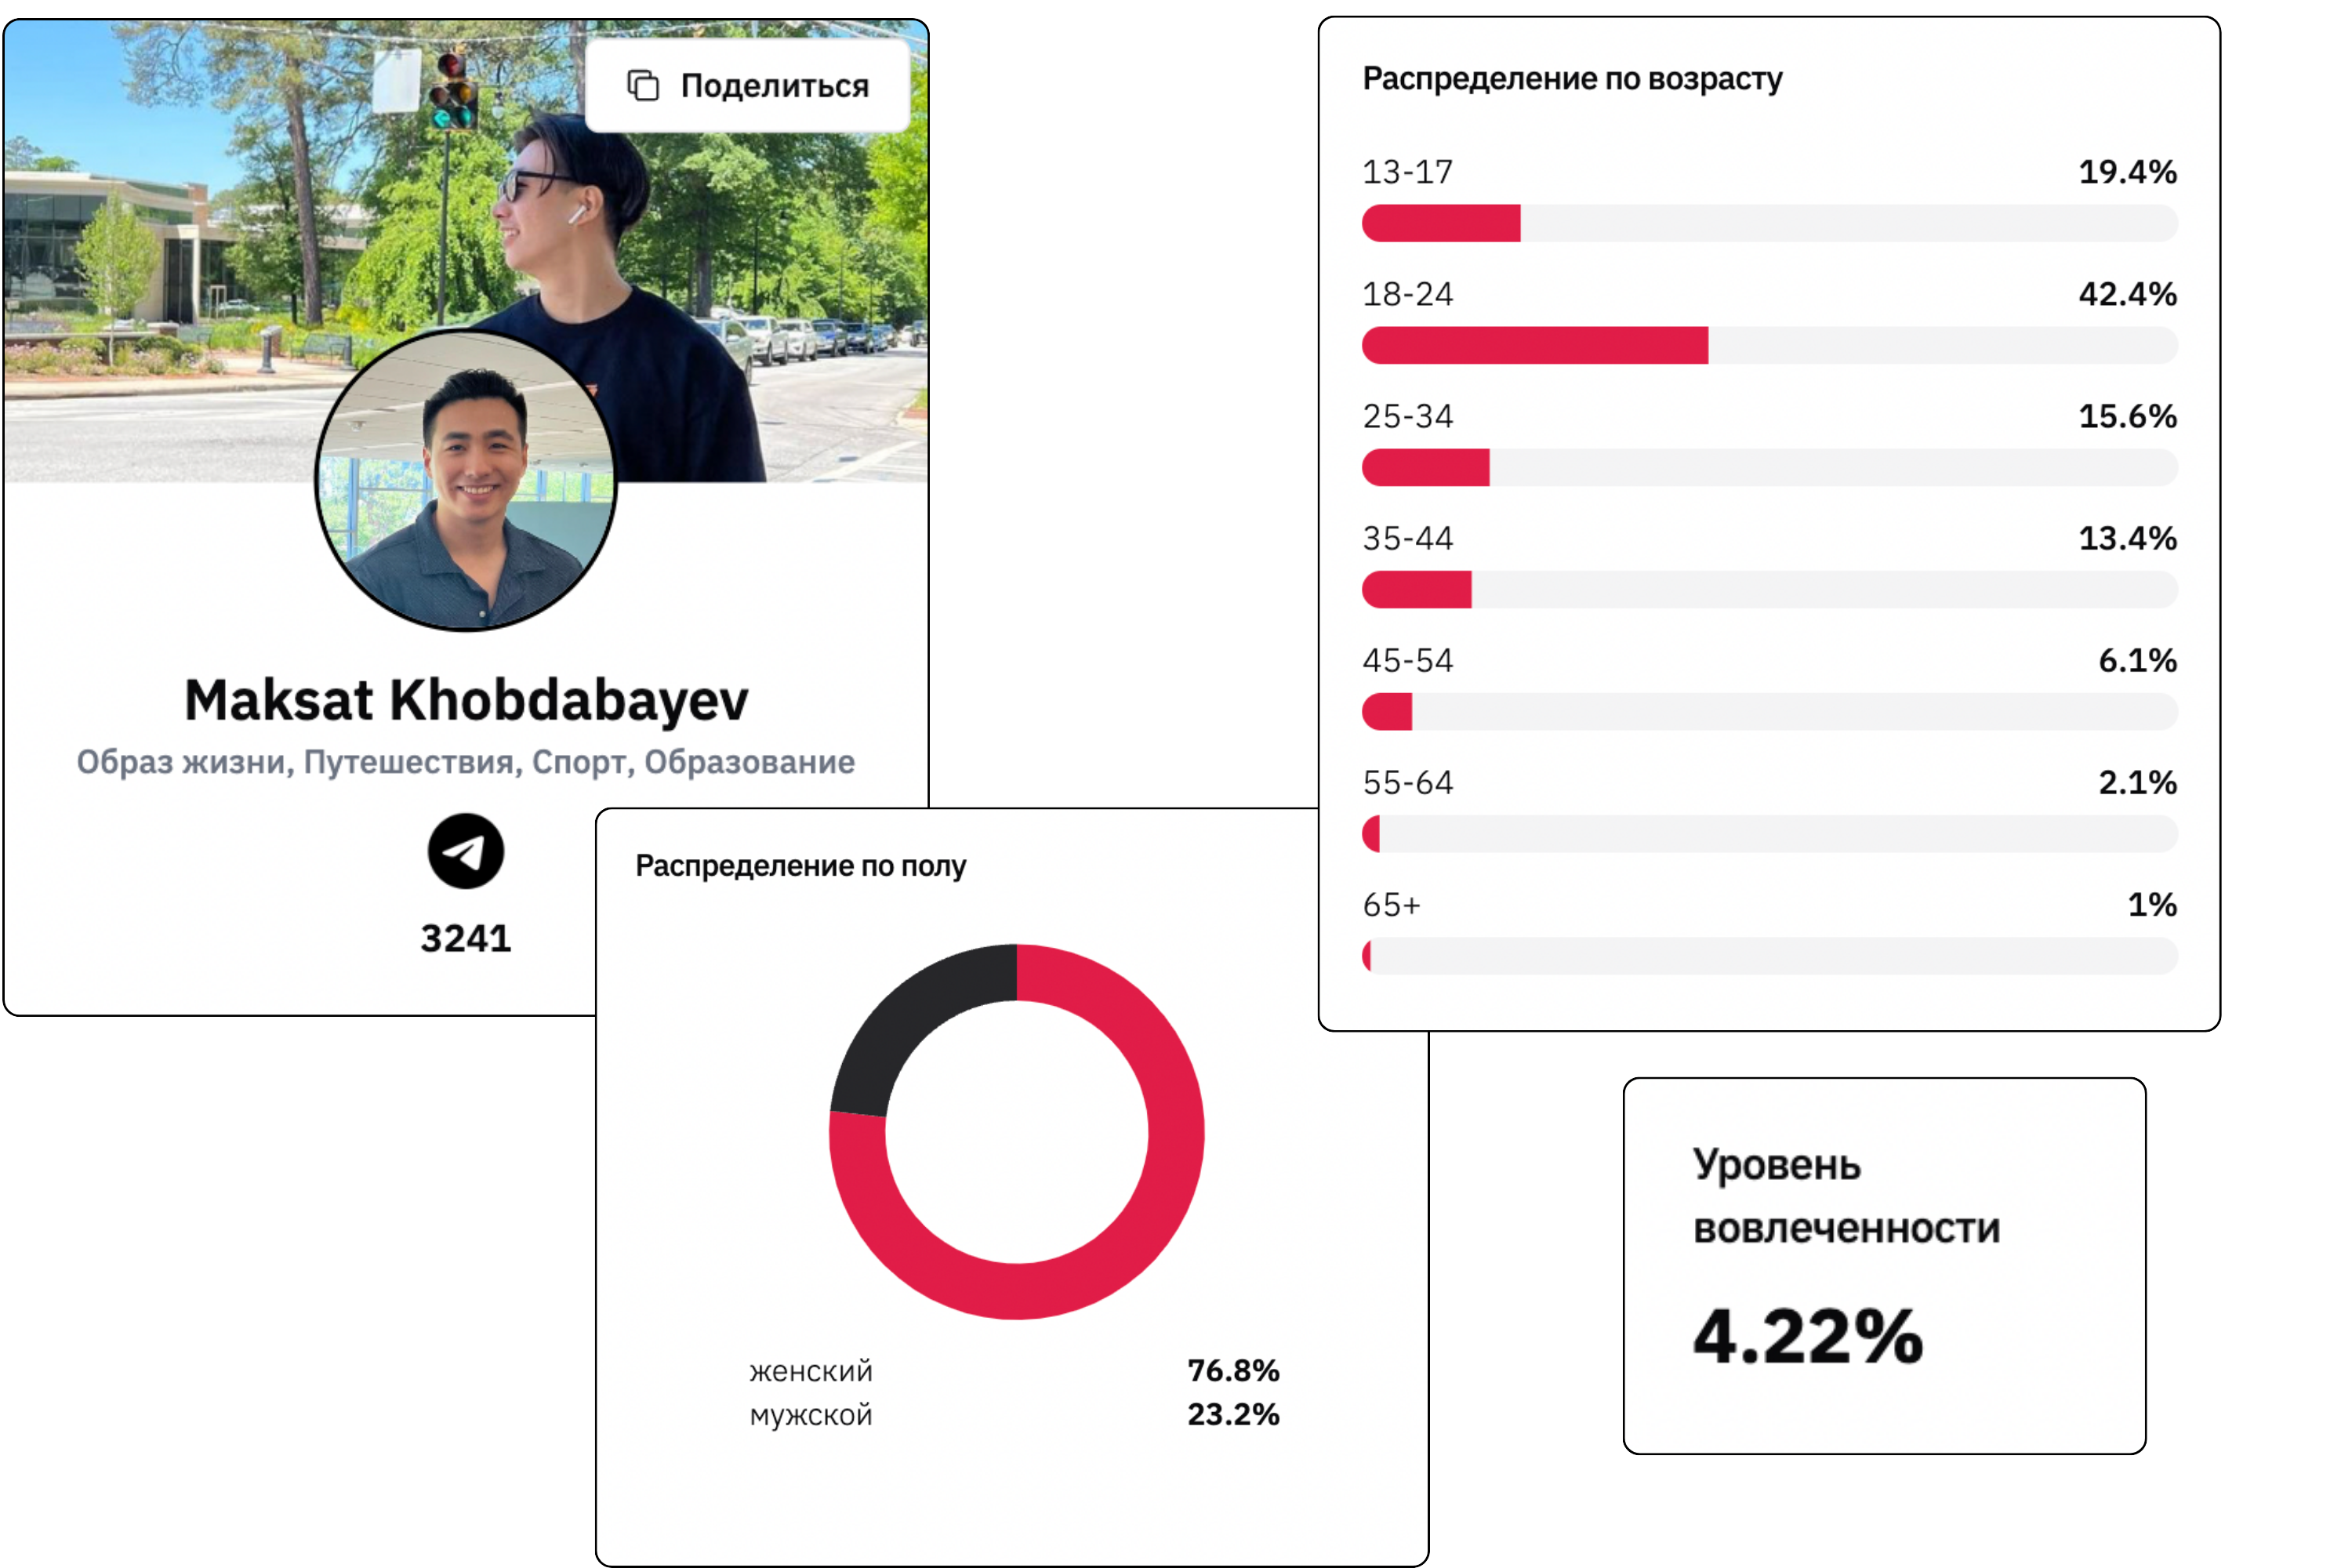 Поделиться
Maksat Khobdabayev
Образ жизни, Путешествия, Спорт, Образование
3241
Распределение по полу
женский 76.8%
мужской 23.2%
Распределение по возрасту
13-17 19.4%
18-24 42.4%
25-34 15.6%
35-44 13.4%
45-54 6.1%
55-64 2.1%
65+ 1%
Уровень
вовлеченности
4.22%